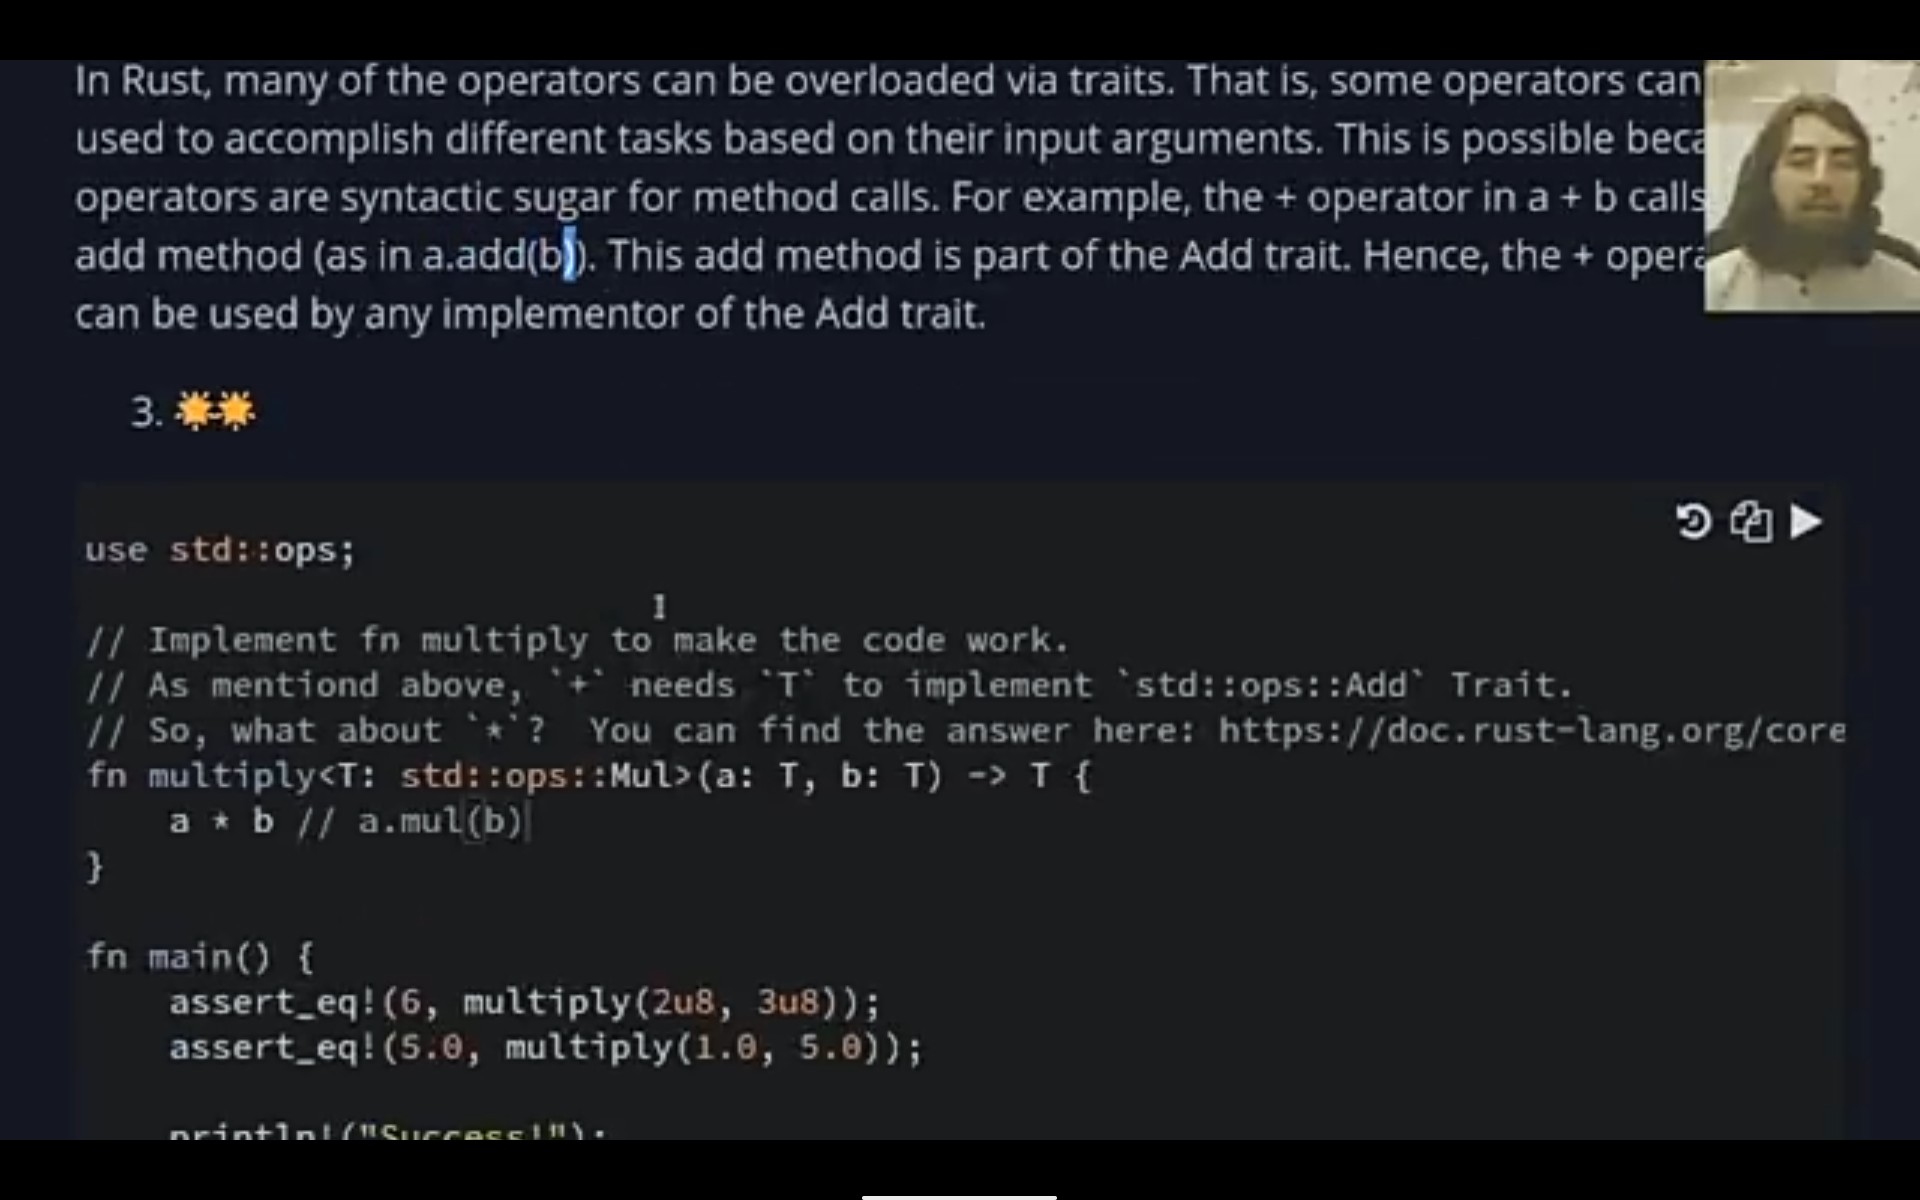 In Rust, many of the operators can be overloaded via traits. That is, some operators can
used to accomplish different tasks based on their input arguments. This is possible beca
operators are syntactic sugar for method calls. For example, the + operator in a + b calls
add method (as in a.add(b)). This add method is part of the Add trait. Hence, the + opera
can be used by any implementor of the Add trait.
3. 🌟🌟
use std::ops;
// Implement fn multiply to make the code work.
// As mentiond above, `+` needs `T` to implement `std::ops::Add` Trait.
// So, what about `*`?  You can find the answer here: https://doc.rust-lang.org/core
fn multiply<T: std::ops::Mul>(a: T, b: T) -> T {
    a * b // a.mul(b)
}
fn main() {
    assert_eq!(6, multiply(2u8, 3u8));
    assert_eq!(5.0, multiply(1.0, 5.0));
    println!("Success!");